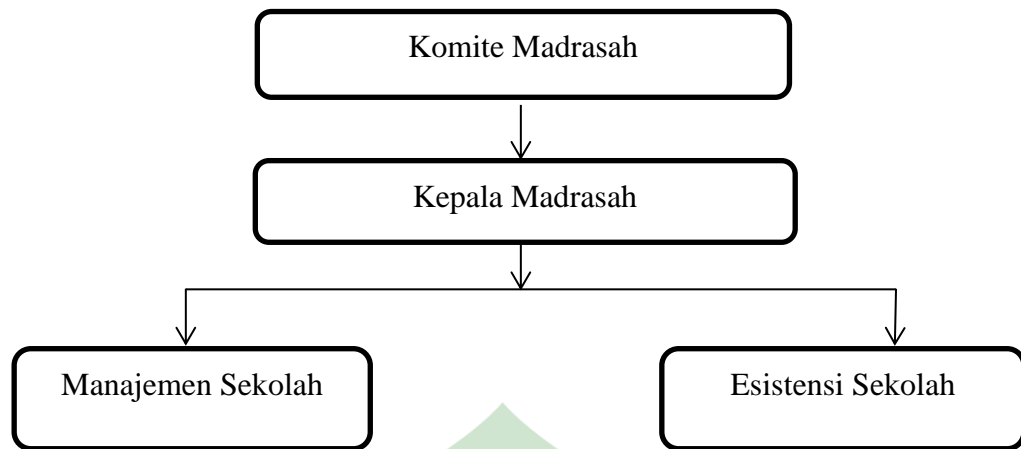 Komite Madrasah
Kepala Madrasah
Manajemen Sekolah
Esistensi Sekolah